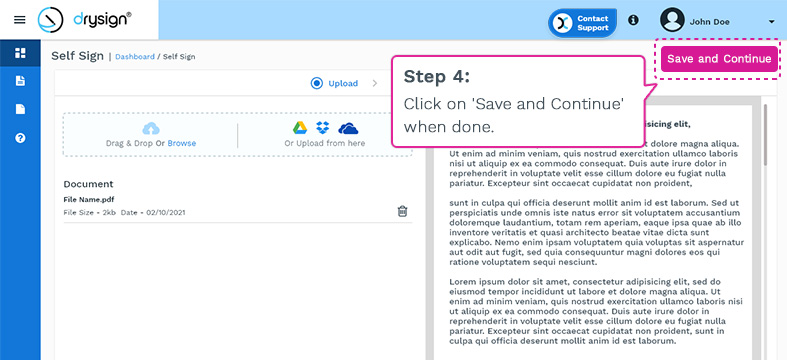 drysign®
Contact
Support
John Doe
Self Sign | Dashboard / Self Sign
Save and Continue
Upload
Step 4:
Click on 'Save and Continue'
when done.
Drag & Drop Or Browse
Or Upload from here
Document
File Name.pdf
File Size - 2kb Date - 02/10/2021
piscing elit,
dolore magna aliqua.
Ut enim ad minim veniam, quis nostrud exercitation ullamco laboris
nisi ut aliquip ex ea commodo consequat. Duis aute irure dolor in
reprehenderit in voluptate velit esse cillum dolore eu fugiat nulla
pariatur. Excepteur sint occaecat cupidatat non proident,
sunt in culpa qui officia deserunt mollit anim id est laborum. Sed ut
perspiciatis unde omnis iste natus error sit voluptatem accusantium
doloremque laudantium, totam rem aperiam, eaque ipsa quae ab illo
inventore veritatis et quasi architecto beatae vitae dicta sunt
explicabo. Nemo enim ipsam voluptatem quia voluptas sit aspernatur
aut odit aut fugit, sed quia consequuntur magni dolores eos qui
ratione voluptatem sequi nesciunt.
Lorem ipsum dolor sit amet, consectetur adipisicing elit, sed do
eiusmod tempor incididunt ut labore et dolore magna aliqua. Ut
enim ad minim veniam, quis nostrud exercitation ullamco laboris nisi
ut aliquip ex ea commodo consequat. Duis aute irure dolor in
reprehenderit in voluptate velit esse cillum dolore eu fugiat nulla
pariatur. Excepteur sint occaecat cupidatat non proident, sunt in
culpa qui officia deserunt mollit anim id est laborum.